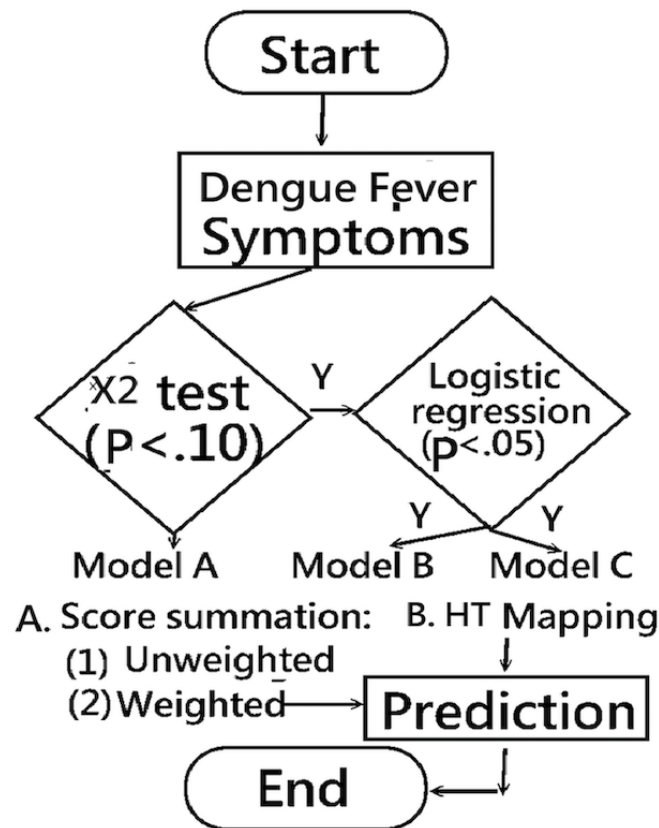 Start
Dengue Fever
Symptoms
X2 test
(P<.10)
Y
Logistic
regression
(p<.05)
Y
Y
Model A
Model B
Model C
A. Score summation:
(1) Unweighted
(2) Weighted
B. HT Mapping
Prediction
End